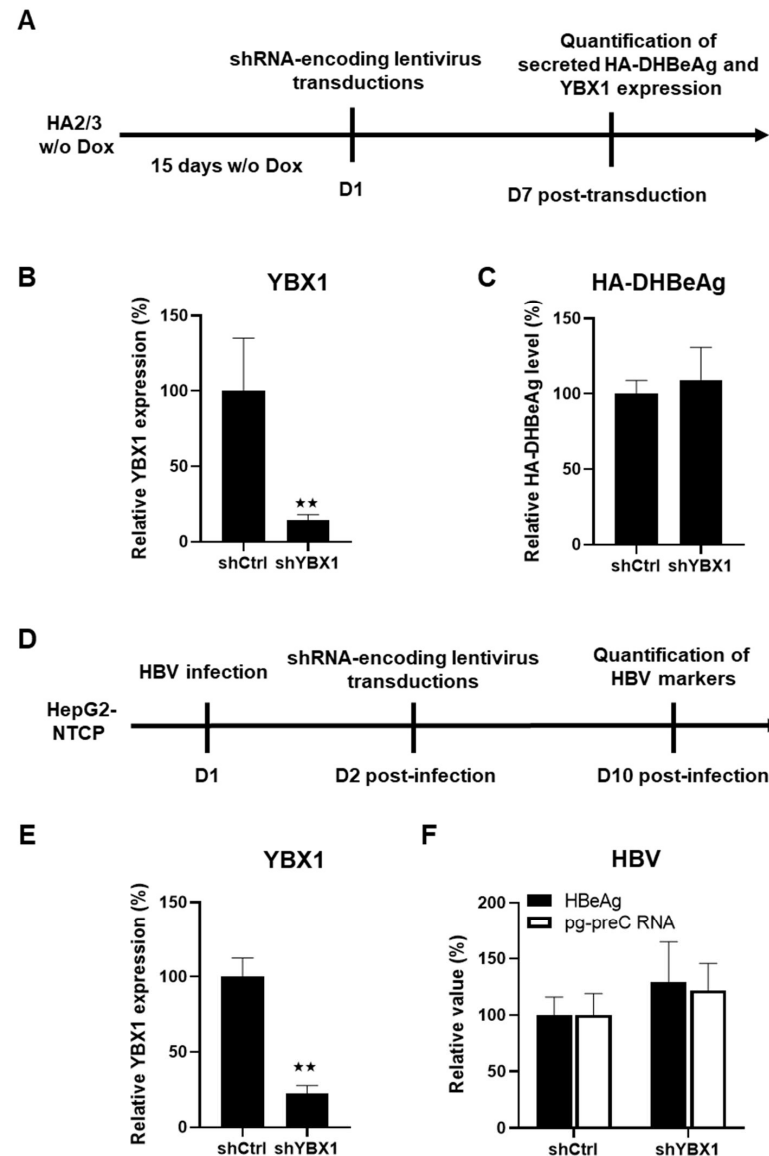 A
shRNA-encoding lentivirus
transductions
Quantification of
secreted HA-DHBeAg and
YBX1 expression
HA2/3
w/o Dox
15 days w/o Dox
D1
D7 post-transduction
B
YBX1
Relative YBX1 expression (%)
150
100
50
0
★★
shCtrl shYBX1
C
HA-DHBeAg
Relative HA-DHBeAg level (%)
150
100
50
0
shCtrl shYBX1
D
HBV infection
shRNA-encoding lentivirus
transductions
Quantification of
HBV markers
HepG2-
NTCP
D1
D2 post-infection
D10 post-infection
E
YBX1
Relative YBX1 expression (%)
150
100
50
0
★★
shCtrl shYBX1
F
HBV
Relative value (%)
200
150
100
50
0
HBeAg
pg-preC RNA
shCtrl shYBX1